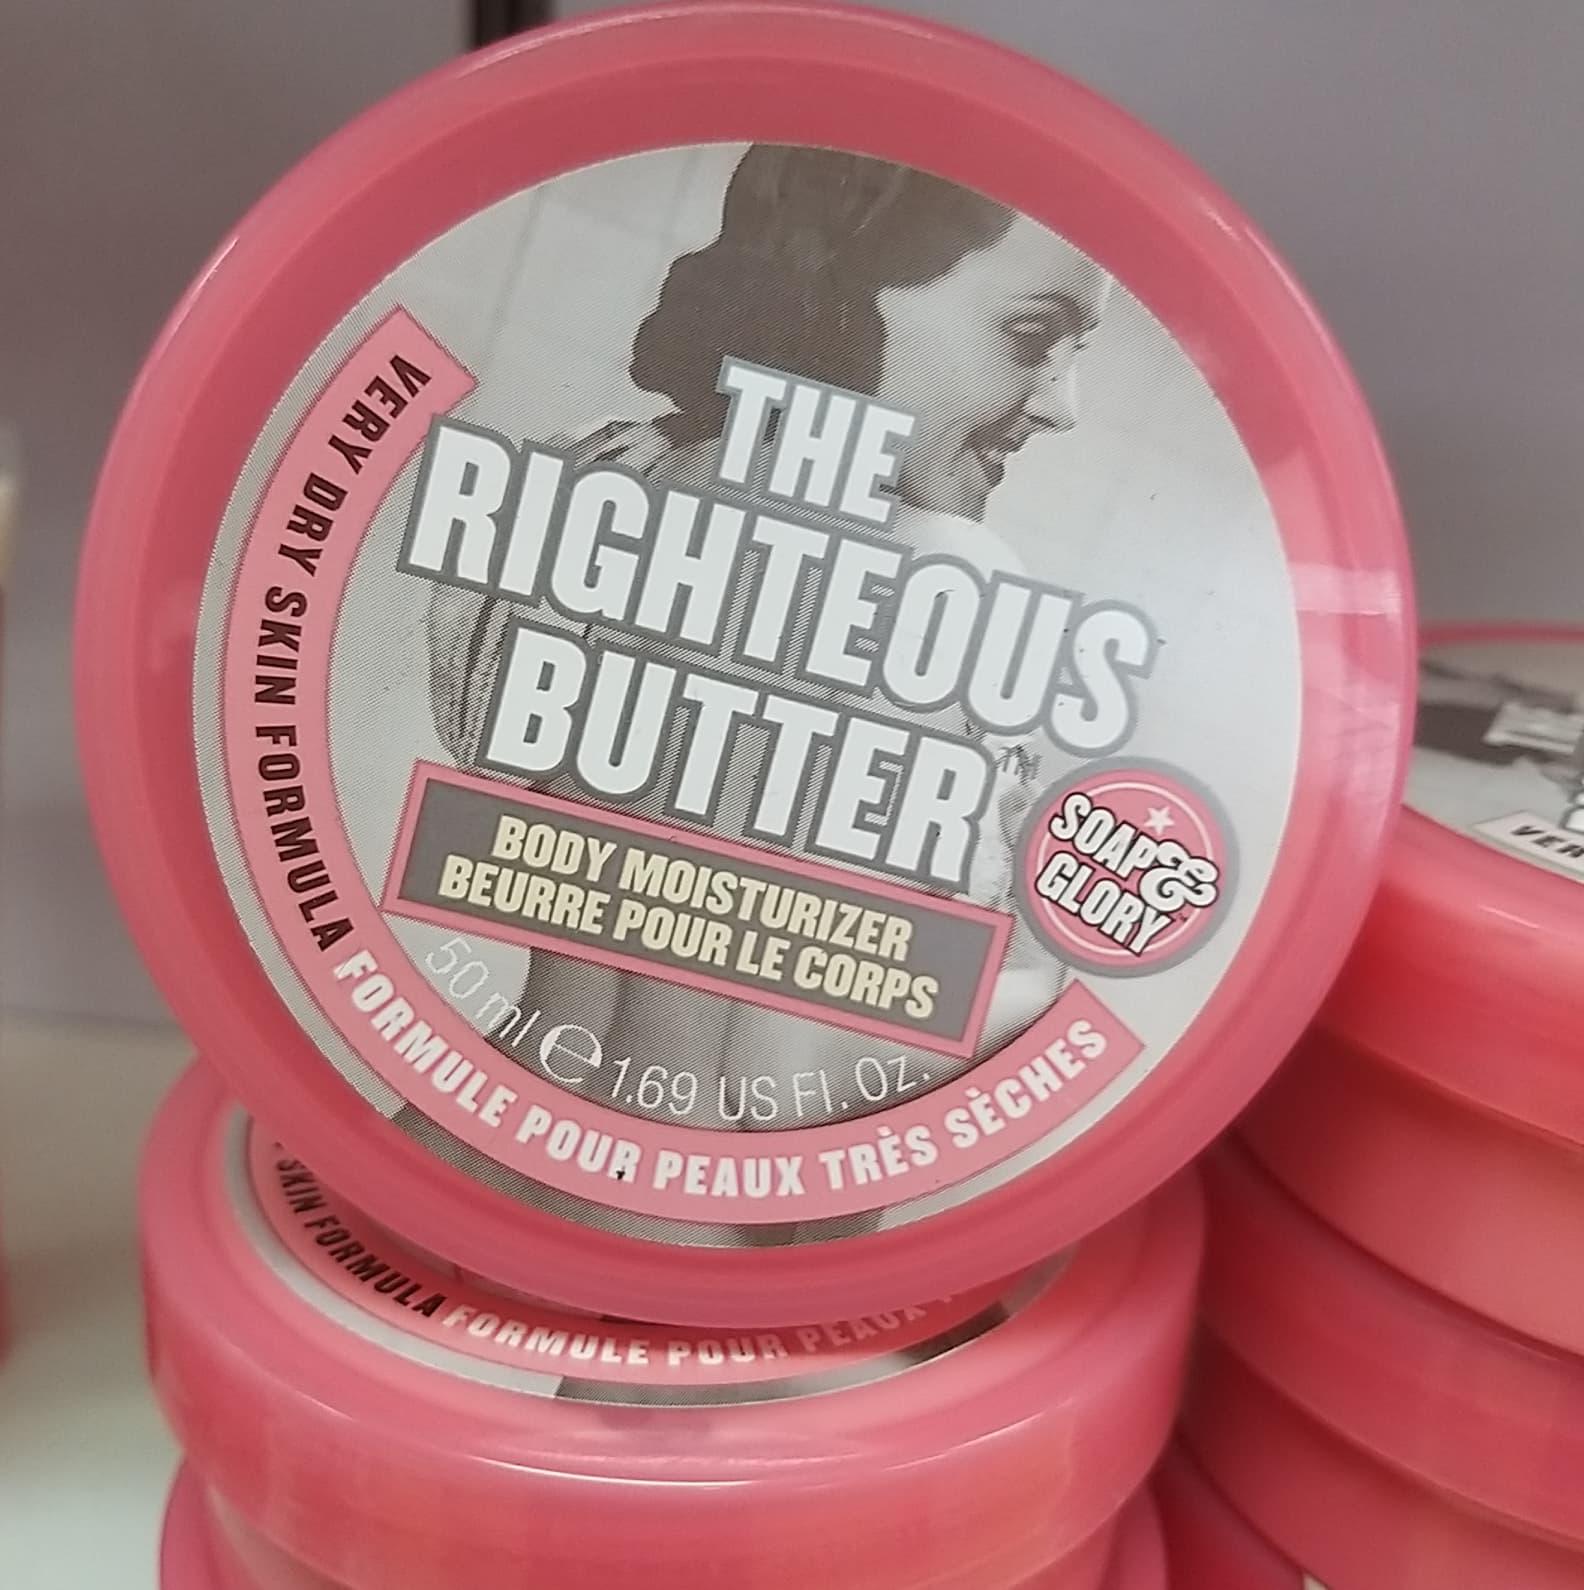 THE
RIGHTEOUS
BUTTER™
BODY MOISTURIZER
BEURRE POUR LE CORPS
SOAP&
GLORY
50 ml e 1.69 US Fl. Oz.
VERY DRY SKIN FORMULA FORMULE POUR PEAUX TRÈS SÈCHES
SKIN FORMULA FORMULE POUR PEAUX